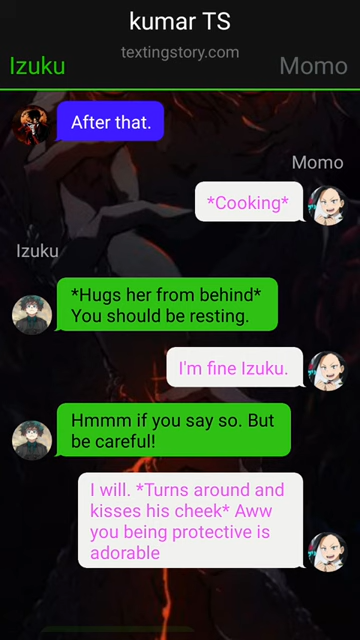 kumar TS
textingstory.com
Izuku
Momo
After that.
Momo
*Cooking*
Izuku
*Hugs her from behind*
You should be resting.
I'm fine Izuku.
Hmmm if you say so. But
be careful!
I will. *Turns around and
kisses his cheek* Aww
you being protective is
adorable